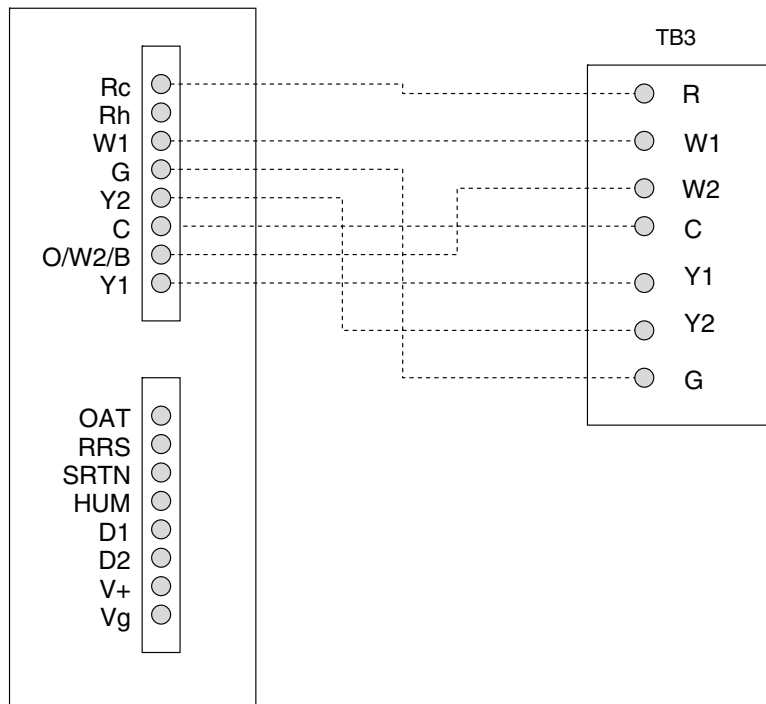 Rc
Rh
W1
G
Y2
C
O/W2/B
Y1
OAT
RRS
SRTN
HUM
D1
D2
V+
Vg
TB3
R
W1
W2
C
Y1
Y2
G